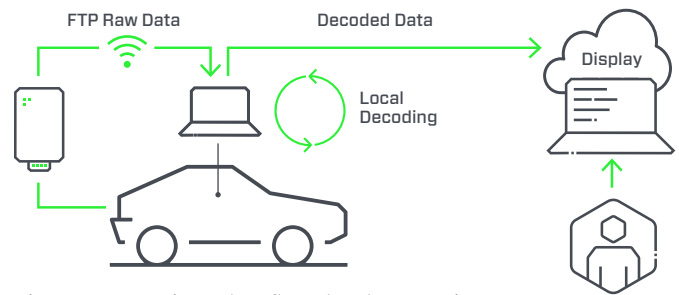 FTP Raw Data
Decoded Data
Display
Local
Decoding